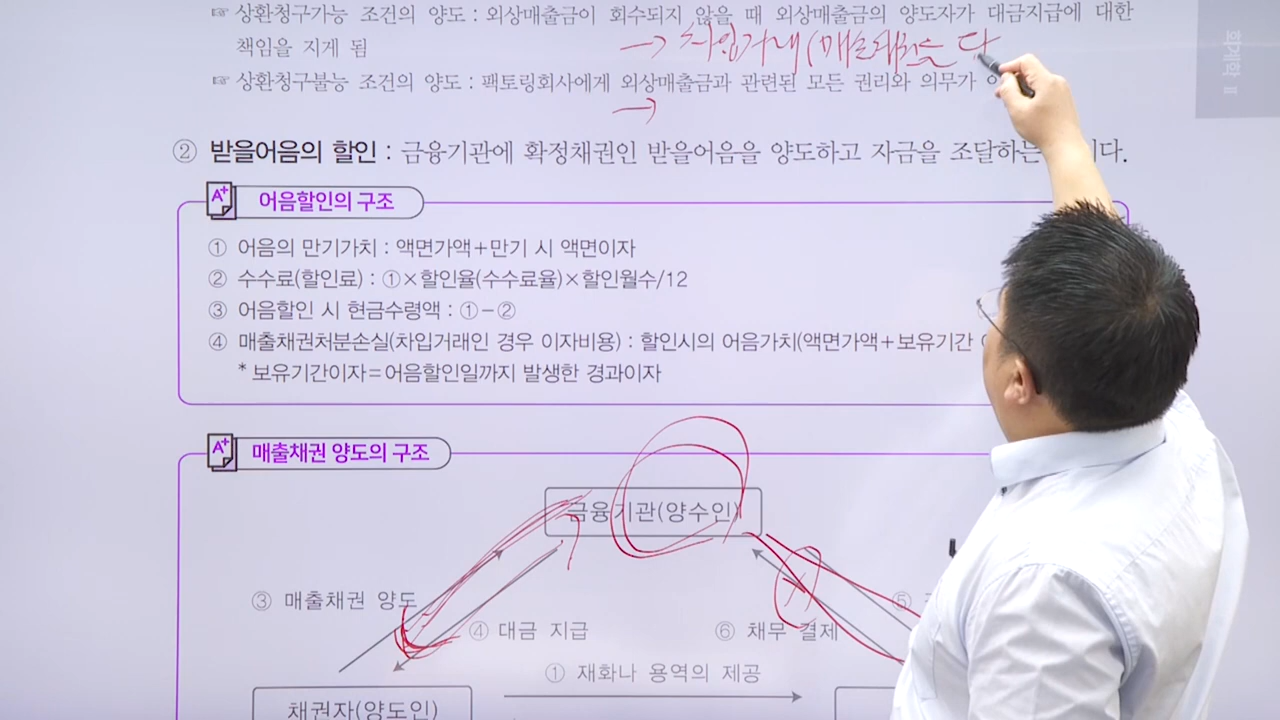 ☞ 상환청구가능 조건의 양도 : 외상매출금이 회수되지 않을 때 외상매출금의 양도자가 대금지급에 대한
책임을 지게 됨
→ 차입거래(매출채권을 담
☞ 상환청구불능 조건의 양도 : 팩토링회사에게 외상매출금과 관련된 모든 권리와 의무가
→
② 받을어음의 할인 : 금융기관에 확정채권인 받을어음을 양도하고 자금을 조달하는
어음할인의 구조
① 어음의 만기가치 : 액면가액+만기 시 액면이자
② 수수료(할인료) : ①×할인율(수수료율)×할인월수/12
③ 어음할인 시 현금수령액 : ①-②
④ 매출채권처분손실(차입거래인 경우 이자비용) : 할인시의 어음가치(액면가액+보유기간
* 보유기간이자=어음할인일까지 발생한 경과이자
매출채권 양도의 구조
금융기관(양수인)
③ 매출채권 양도
④ 대금 지급
⑥ 채무 결제
⑤
① 재화나 용역의 제공
채권자(양도인)
회계학 Ⅱ